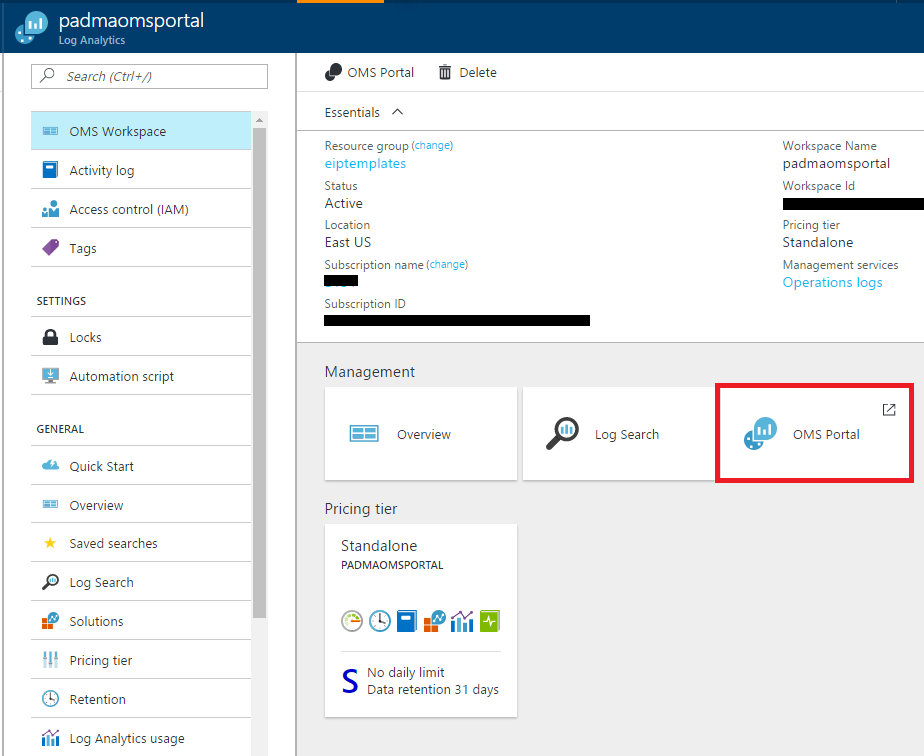 padmaomsportal
Log Analytics
Search (Ctrl+/)
OMS Workspace
Activity log
Access control (IAM)
Tags
SETTINGS
Locks
Automation script
GENERAL
Quick Start
Overview
Saved searches
Log Search
Solutions
Pricing tier
Retention
Log Analytics usage
OMS Portal
Delete
Essentials
Resource group (change)
eiptemplates
Status
Active
Location
East US
Subscription name (change)
Subscription ID
Workspace Name
padmaomsportal
Workspace Id
Pricing tier
Standalone
Management services
Operations logs
Management
Overview
Log Search
OMS Portal
Pricing tier
Standalone
PADMAOMSPORTAL
S
No daily limit
Data retention 31 days